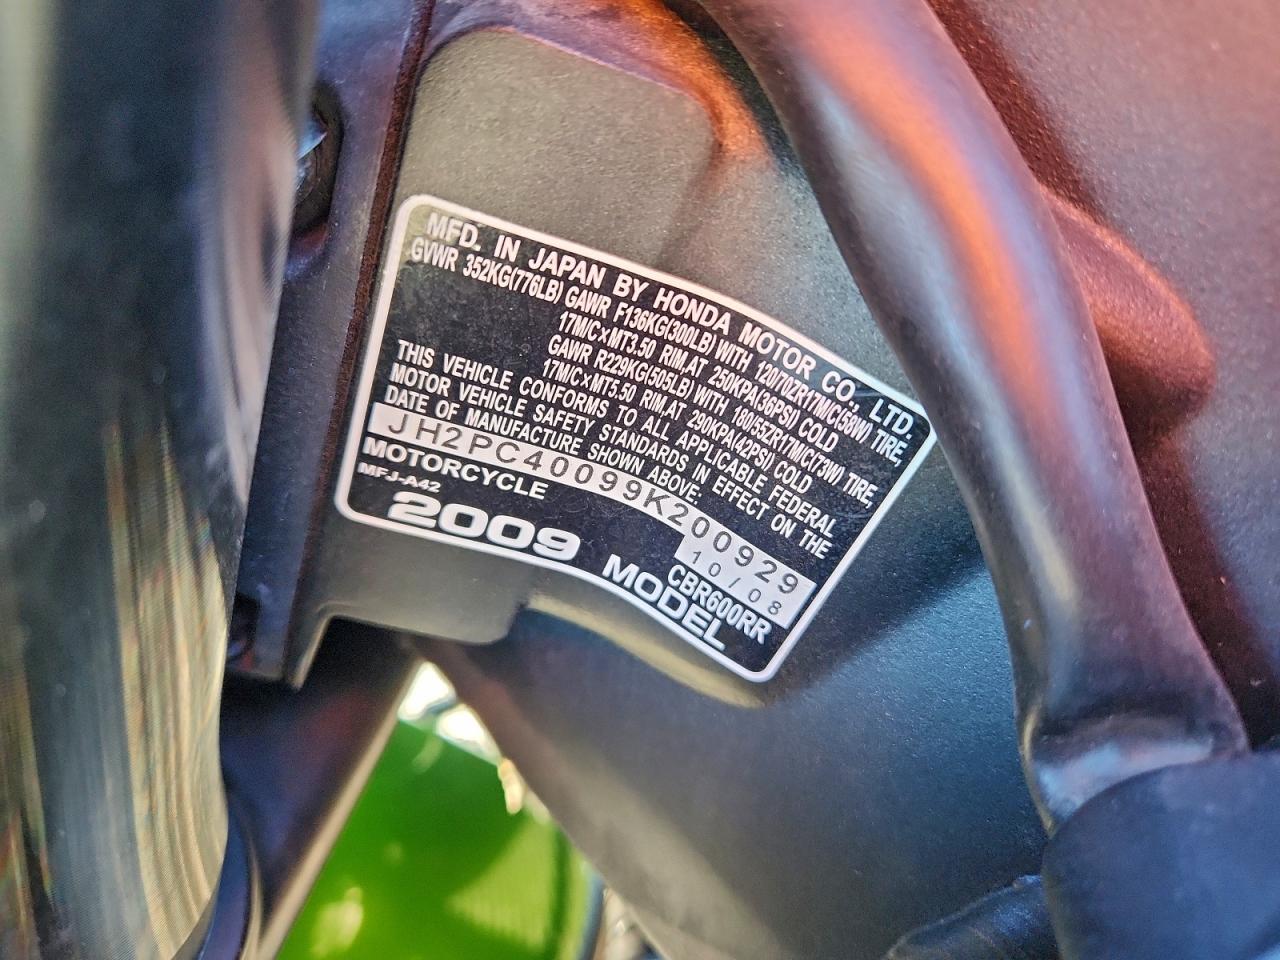 MFD. IN JAPAN BY HONDA MOTOR CO., LTD.
GVWR 352KG(776LB) GAWR F136KG(300LB) WITH 120/70ZR17M/C(58W) TIRE,
17M/C×MT3.50 RIM,AT 250KPA(36PSI) COLD
GAWR R229KG(505LB) WITH 180/55ZR17M/C(73W) TIRE,
17M/C×MT5.50 RIM,AT 290KPA(42PSI) COLD
THIS VEHICLE CONFORMS TO ALL APPLICABLE FEDERAL
MOTOR VEHICLE SAFETY STANDARDS IN EFFECT ON THE
DATE OF MANUFACTURE SHOWN ABOVE:
JH2PC40099K200929
MOTORCYCLE 10/08
MFJ-A42 CBR600RR
2009 MODEL